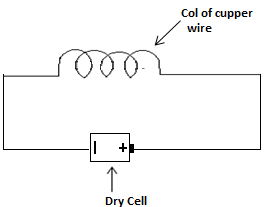 Col of cupper
wire
+
Dry Cell